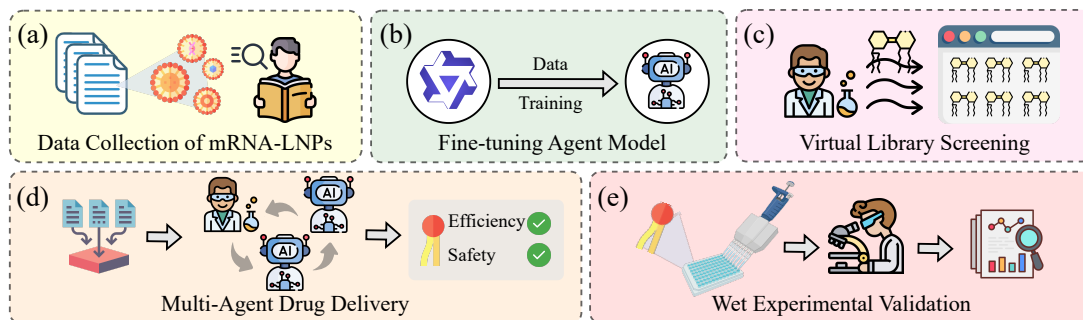 (a)
Data Collection of mRNA-LNPs
(b)
Data
Training
AI
Fine-tuning Agent Model
(c)
Virtual Library Screening
(d)
AI
AI
Efficiency
Safety
Multi-Agent Drug Delivery
(e)
Wet Experimental Validation